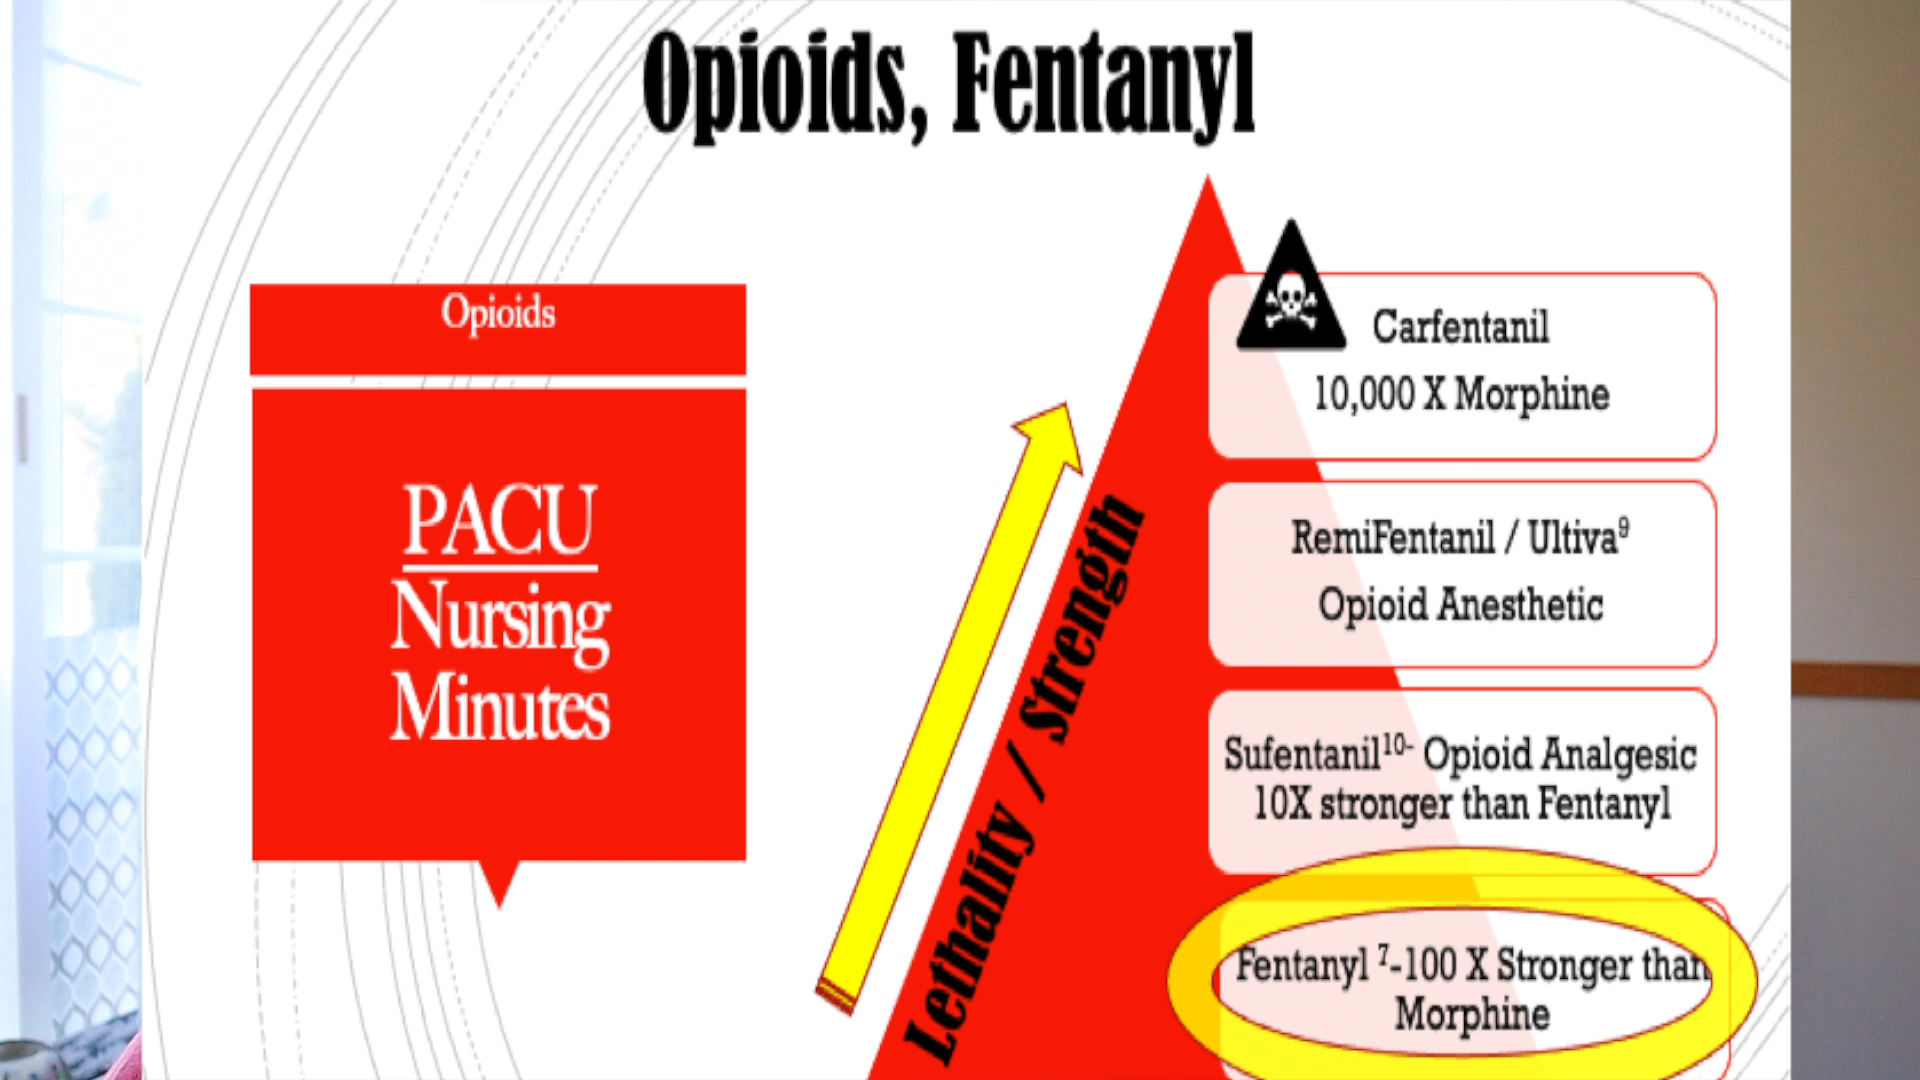 Opioids, Fentanyl
Opioids
PACU
Nursing
Minutes
Lethality / Strength
Carfentanil
10,000 X Morphine
RemiFentanil / Ultiva⁹
Opioid Anesthetic
Sufentanil¹⁰⁻ Opioid Analgesic
10X stronger than Fentanyl
Fentanyl ⁷-100 X Stronger than
Morphine